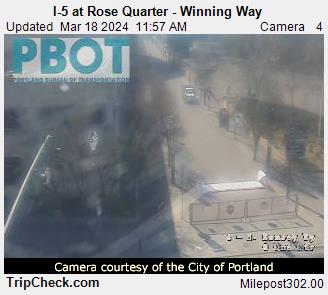 I-5 at Rose Quarter - Winning Way
Updated Mar 18 2024 11:57 AM Camera 4
PBOT
PORTLAND BUREAU OF TRANSPORTATION
Camera courtesy of the City of Portland
TripCheck.com Milepost302.00